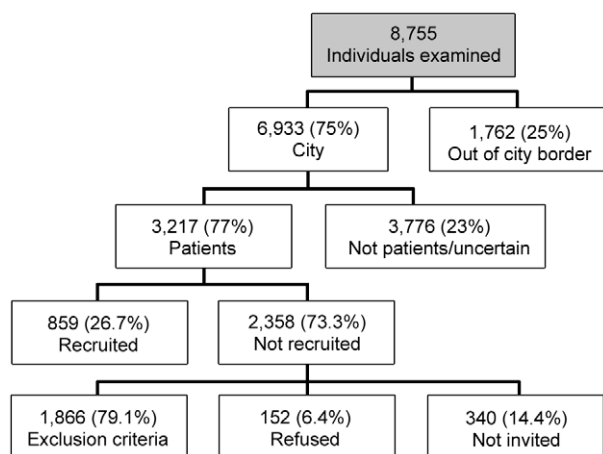 8,755
Individuals examined
6,933 (75%)
City
1,762 (25%)
Out of city border
3,217 (77%)
Patients
3,776 (23%)
Not patients/uncertain
859 (26.7%)
Recruited
2,358 (73.3%)
Not recruited
1,866 (79.1%)
Exclusion criteria
152 (6.4%)
Refused
340 (14.4%)
Not invited